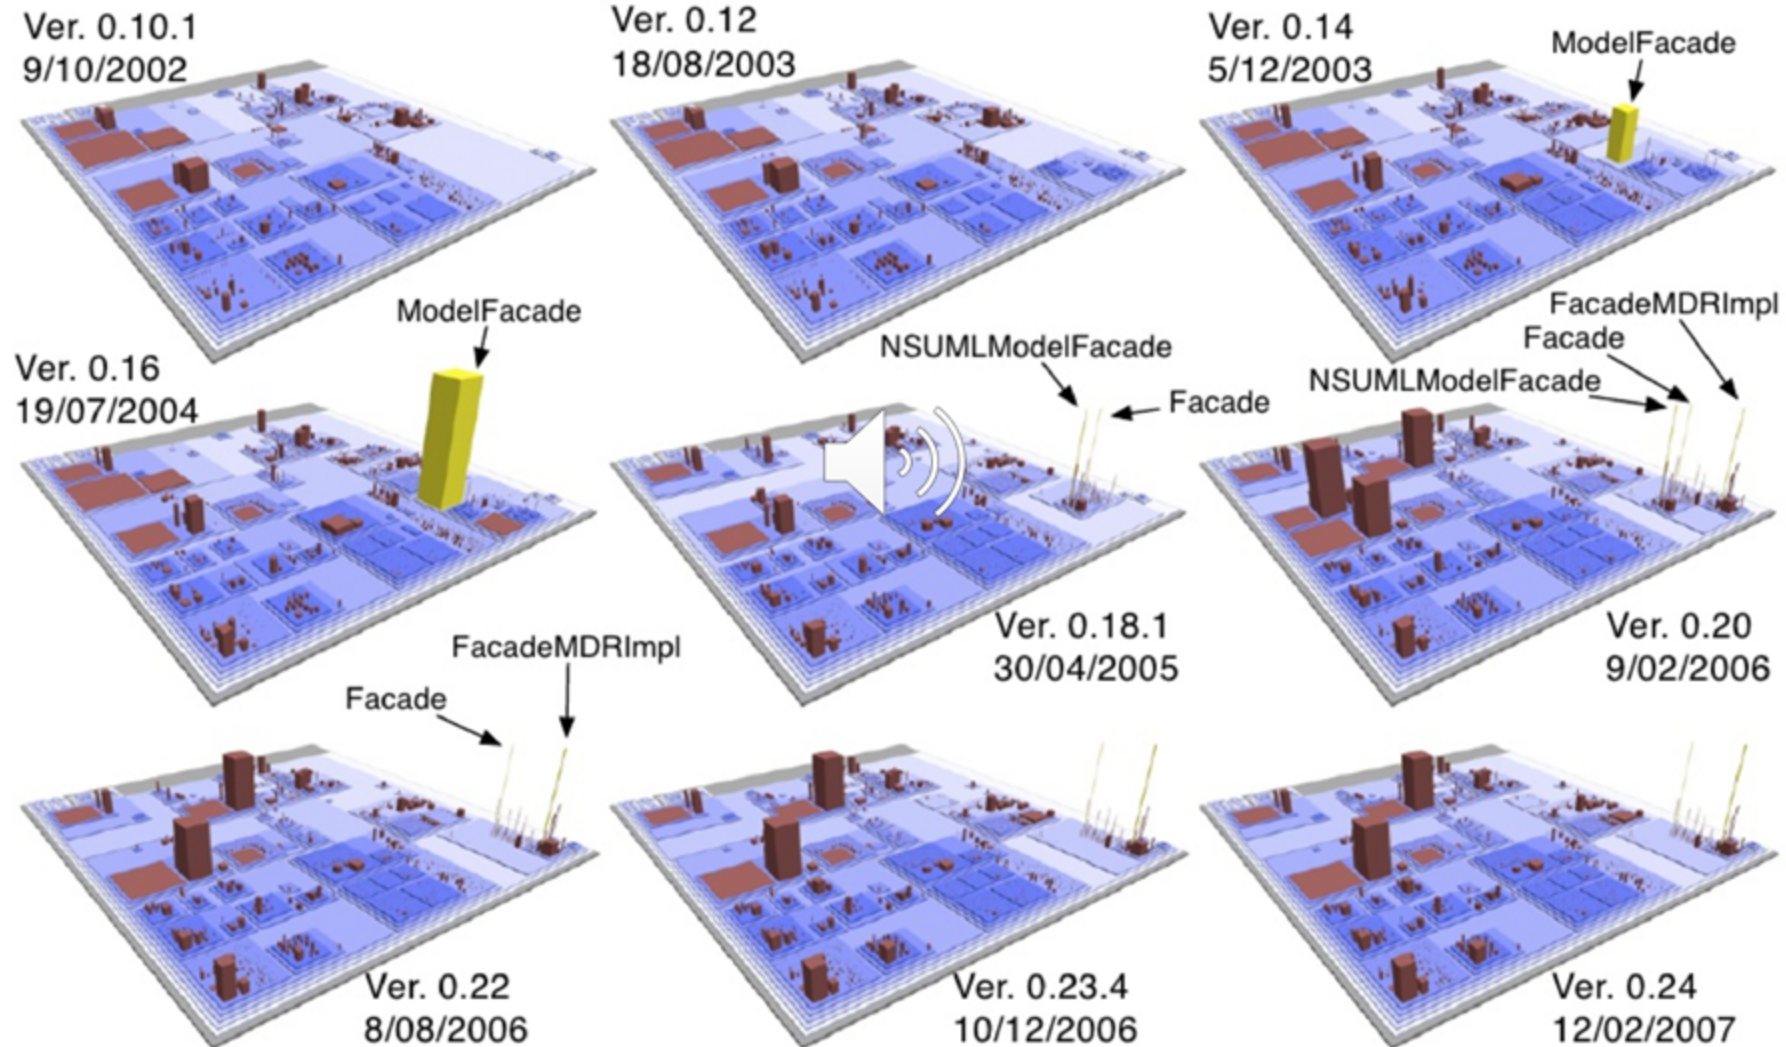 Ver. 0.10.1
9/10/2002
Ver. 0.12
18/08/2003
Ver. 0.14
5/12/2003
ModelFacade
Ver. 0.16
19/07/2004
ModelFacade
NSUMLModelFacade
Facade
Ver. 0.18.1
30/04/2005
FacadeMDRImpl
Facade
NSUMLModelFacade
Ver. 0.20
9/02/2006
FacadeMDRImpl
Facade
Ver. 0.22
8/08/2006
Ver. 0.23.4
10/12/2006
Ver. 0.24
12/02/2007